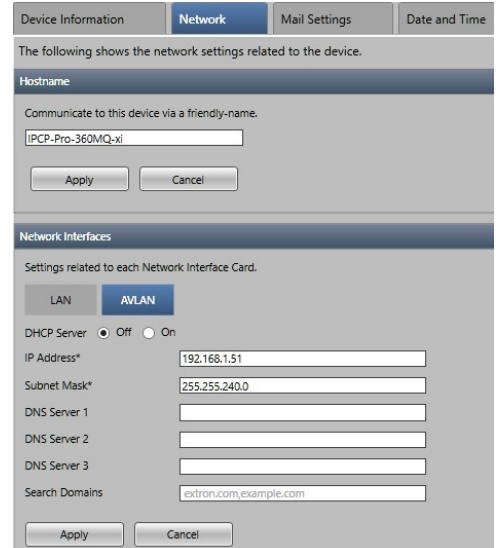 Device Information Network Mail Settings Date and Time
The following shows the network settings related to the device.
Hostname
Communicate to this device via a friendly-name.
IPCP-Pro-360MQ-xi
Apply Cancel
Network Interfaces
Settings related to each Network Interface Card.
LAN AVLAN
DHCP Server Off On
IP Address* 192.168.1.51
Subnet Mask* 255.255.240.0
DNS Server 1
DNS Server 2
DNS Server 3
Search Domains extron.com,example.com
Apply Cancel